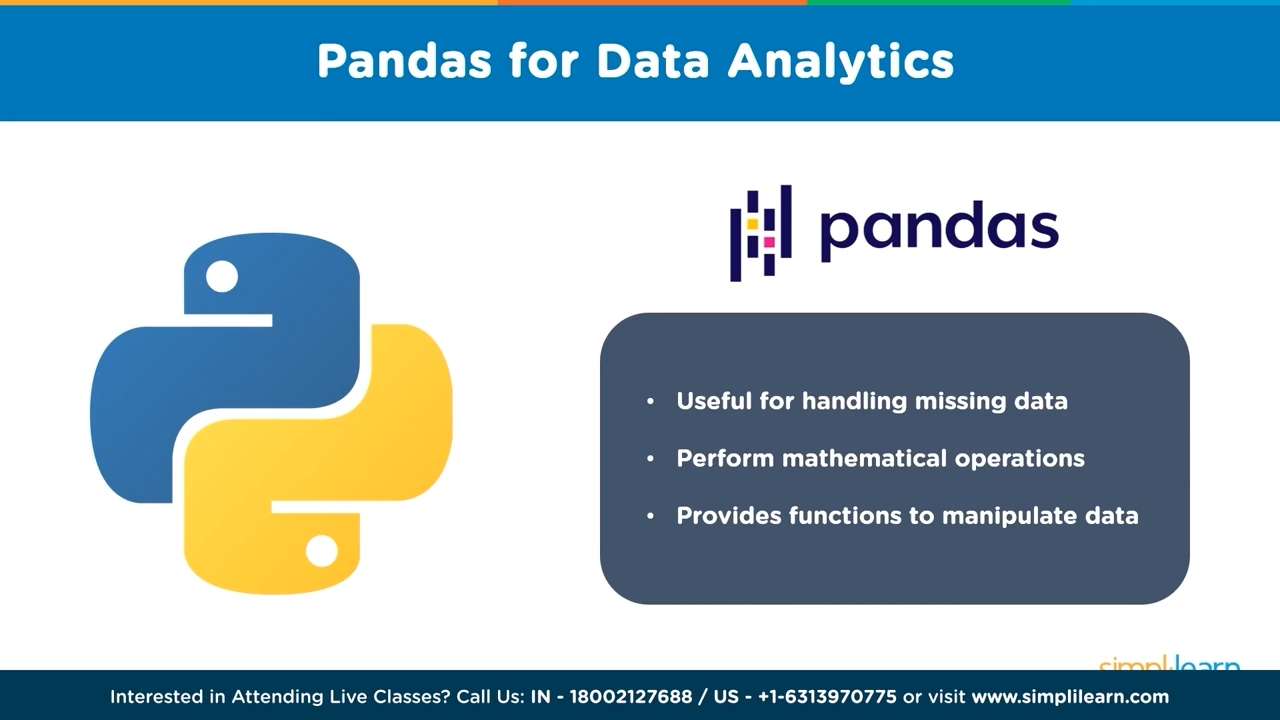 Pandas for Data Analytics
pandas
• Useful for handling missing data
• Perform mathematical operations
• Provides functions to manipulate data
simplilearn
Interested in Attending Live Classes? Call Us: IN - 18002127688 / US - +1-6313970775 or visit www.simplilearn.com